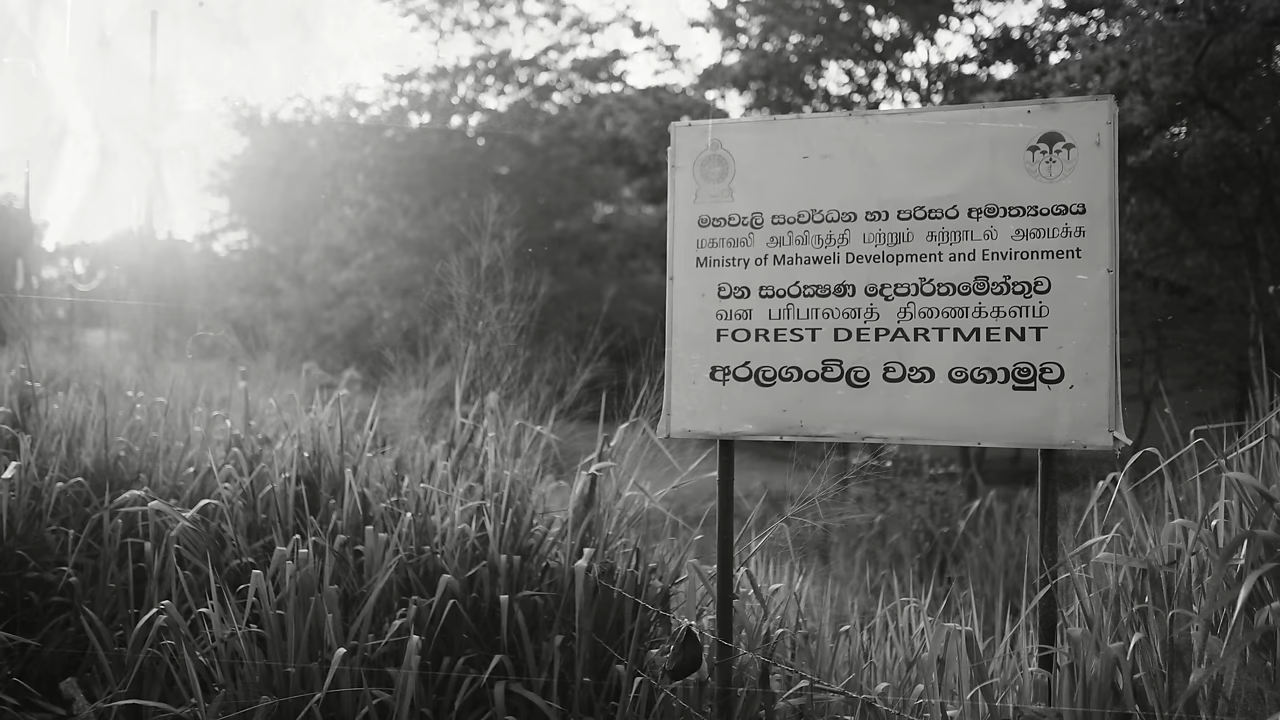 මහවැලි සංවර්ධන හා පරිසර අමාත්‍යංශය
மகாவலி அபிவிருத்தி மற்றும் சுற்றாடல் அமைச்சு
Ministry of Mahaweli Development and Environment
වන සංරක්‍ෂණ දෙපාර්තමේන්තුව
வன பரிபாலனத் திணைக்களம்
FOREST DEPARTMENT
අරලගංවිල වන ගොමුව